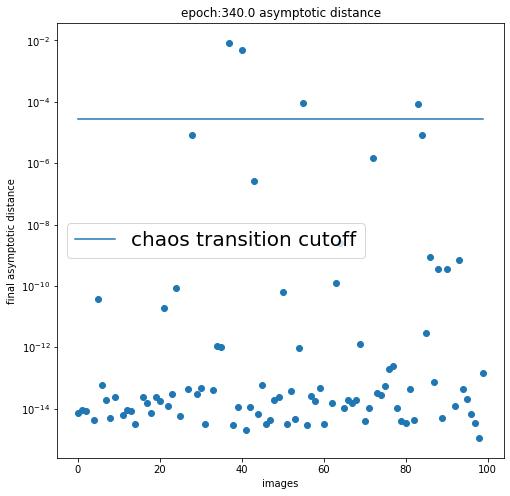 epoch:340.0 asymptotic distance
10⁻²
10⁻⁴
10⁻⁶
10⁻⁸
10⁻¹⁰
10⁻¹²
10⁻¹⁴
final asymptotic distance
chaos transition cutoff
0 20 40 60 80 100
images